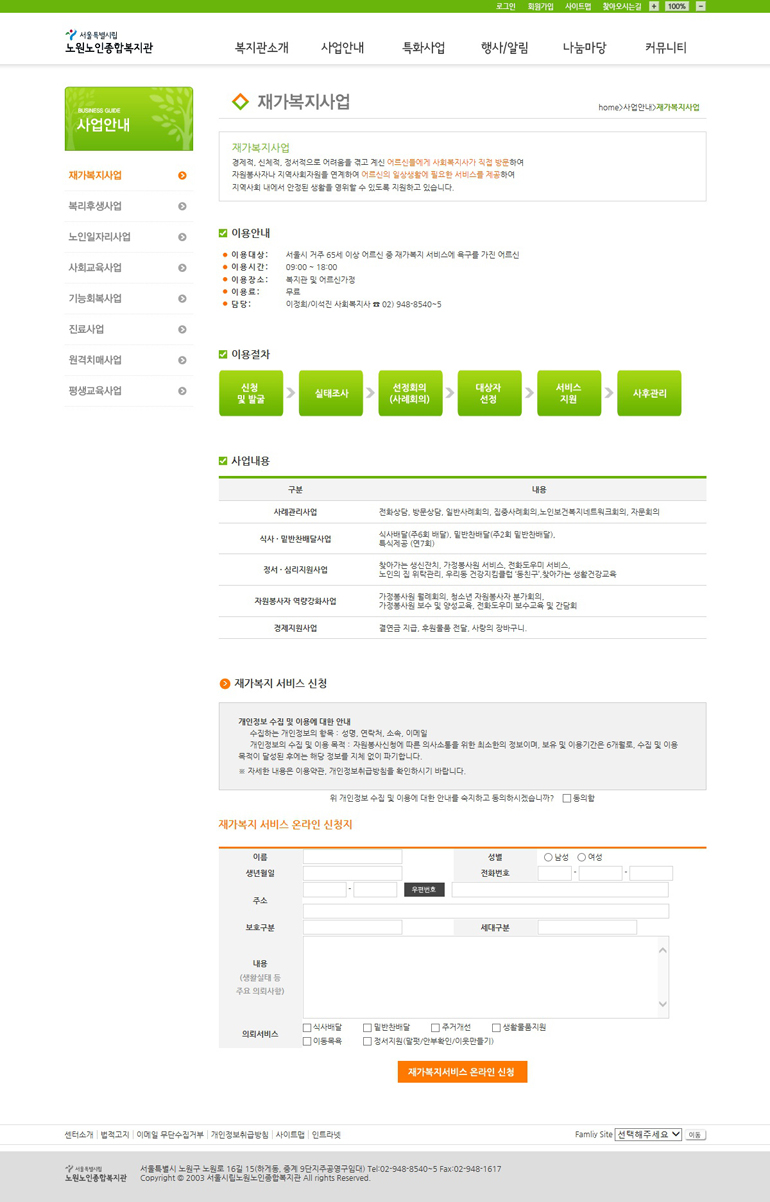 로그인 회원가입 사이트맵 찾아오시는길 + 100% -
서울특별시립
노원노인종합복지관
복지관소개 사업안내 특화사업 행사/알림 나눔마당 커뮤니티
BUSINESS GUIDE
사업안내
재가복지사업
복리후생사업
노인일자리사업
사회교육사업
기능회복사업
진료사업
원격치매사업
평생교육사업
재가복지사업
home>사업안내>재가복지사업
재가복지사업
경제적, 신체적, 정서적으로 어려움을 겪고 계신 어르신들에게 사회복지사가 직접 방문하여
자원봉사자나 지역사회자원을 연계하여 어르신의 일상생활에 필요한 서비스를 제공하여
지역사회 내에서 안정된 생활을 영위할 수 있도록 지원하고 있습니다.
이용안내
이용대상: 서울시 거주 65세 이상 어르신 중 재가복지 서비스에 욕구를 가진 어르신
이용시간: 09:00 ~ 18:00
이용장소: 복지관 및 어르신가정
이용료: 무료
담당: 이정희/이석진 사회복지사 ☎ 02) 948-8540~5
이용절차
신청
및 발굴
실태조사
선정회의
(사례회의)
대상자
선정
서비스
지원
사후관리
사업내용
구분 내용
사례관리사업 전화상담, 방문상담, 일반사례회의, 집중사례회의,노인보건복지네트워크회의, 자문회의
식사 · 밑반찬배달사업 식사배달(주6회 배달), 밑반찬배달(주2회 밑반찬배달),
특식제공 (연7회)
정서 · 심리지원사업 찾아가는 생신잔치, 가정봉사원 서비스, 전화도우미 서비스,
노인의 집 위탁관리, 우리동 건강지킴클럽 '동친구',찾아가는 생활건강교육
자원봉사자 역량강화사업 가정봉사원 월례회의, 청소년 자원봉사자 분가회의,
가정봉사원 보수 및 양성교육, 전화도우미 보수교육 및 간담회
경제지원사업 결연금 지급, 후원물품 전달, 사랑의 장바구니.
재가복지 서비스 신청
개인정보 수집 및 이용에 대한 안내
수집하는 개인정보의 항목 : 성명, 연락처, 소속, 이메일
개인정보의 수집 및 이용 목적 : 자원봉사신청에 따른 의사소통을 위한 최소한의 정보이며, 보유 및 이용기간은 6개월로, 수집 및 이용
목적이 달성된 후에는 해당 정보를 지체 없이 파기합니다.
※ 자세한 내용은 이용약관, 개인정보취급방침을 확인하시기 바랍니다.
위 개인정보 수집 및 이용에 대한 안내를 숙지하고 동의하시겠습니까? 동의함
재가복지 서비스 온라인 신청지
이름 성별 남성 여성
생년월일 전화번호 - -
주소 - 우편번호
보호구분 세대구분
내용
(생활실태 등
주요 의뢰사항)
의뢰서비스 식사배달 밑반찬배달 주거개선 생활물품지원
이동목욕 정서지원(말벗/안부확인/이웃만들기)
재가복지서비스 온라인 신청
센터소개 | 법적고지 | 이메일 무단수집거부 | 개인정보취급방침 | 사이트맵 | 인트라넷
Famliy Site 선택해주세요 이동
서울특별시립
노원노인종합복지관
서울특별시 노원구 노원로 16길 15(하계동, 중계 9단지주공영구임대) Tel:02-948-8540~5 Fax:02-948-1617
Copyright © 2003 서울시립노원노인종합복지관 All rights Reserved.